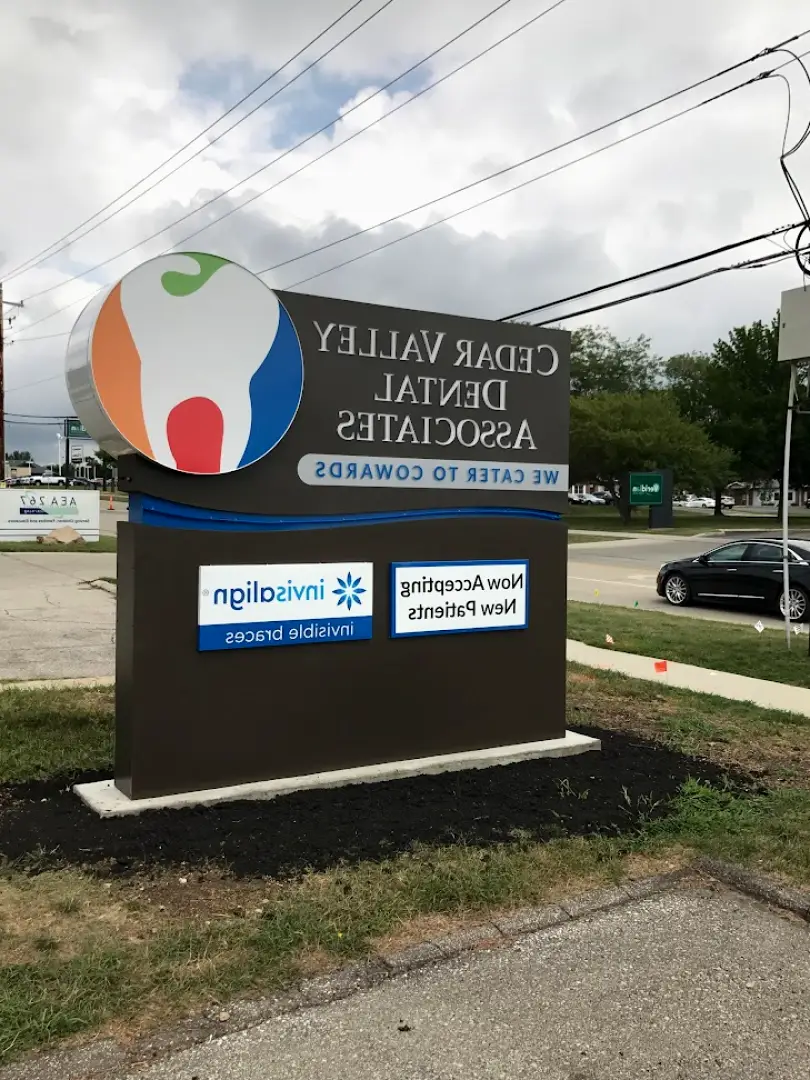 CEDAR VALLEY
DENTAL
ASSOCIATES
WE CATER TO COWARDS
Now Accepting
New Patients
invisalign®
invisible braces
AEA 267